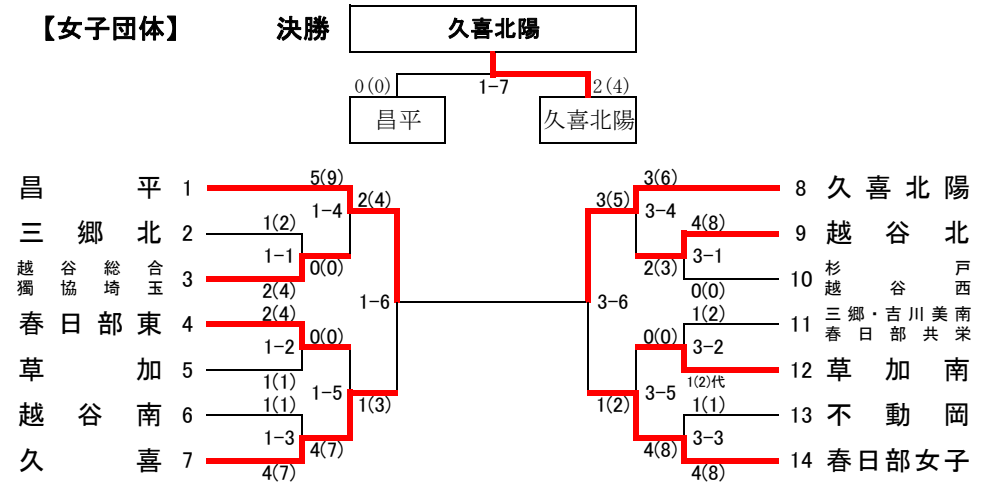 【女子団体】 決勝 久喜北陽
0(0) 1-7 2(4)
昌平 久喜北陽
5(9) 3(6)
昌平 1 2(4) 3(5) 8 久喜北陽
1-4 3-4
三郷北 2 1(2) 4(8) 9 越谷北
1-1 3-1
越谷総合 0(0) 2(3) 杉戸
獨協埼玉 3 10 越谷西
2(4) 0(0)
1-6 3-6
2(4) 1(2) 三郷・吉川美南
春日部東 4 11 春日部共栄
0(0) 0(0)
1-2 3-2
草加 5 12 草加南
1(1) 1(2)代
1-5 3-5
1(1) 1(3) 1(2) 1(1)
越谷南 6 13 不動岡
1-3 3-3
4(7) 4(8)
久喜 7 14 春日部女子
4(7) 4(8)